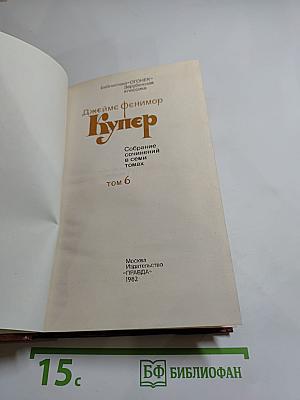 Библиотека «ОГОНЕК»
Зарубежная
классика
Джеймс Фенимор
Купер
Собрание
сочинений
в семи
томах
том 6
Москва
Издательство
«ПРАВДА»
1982
15с
БФ БИБЛИОФАН